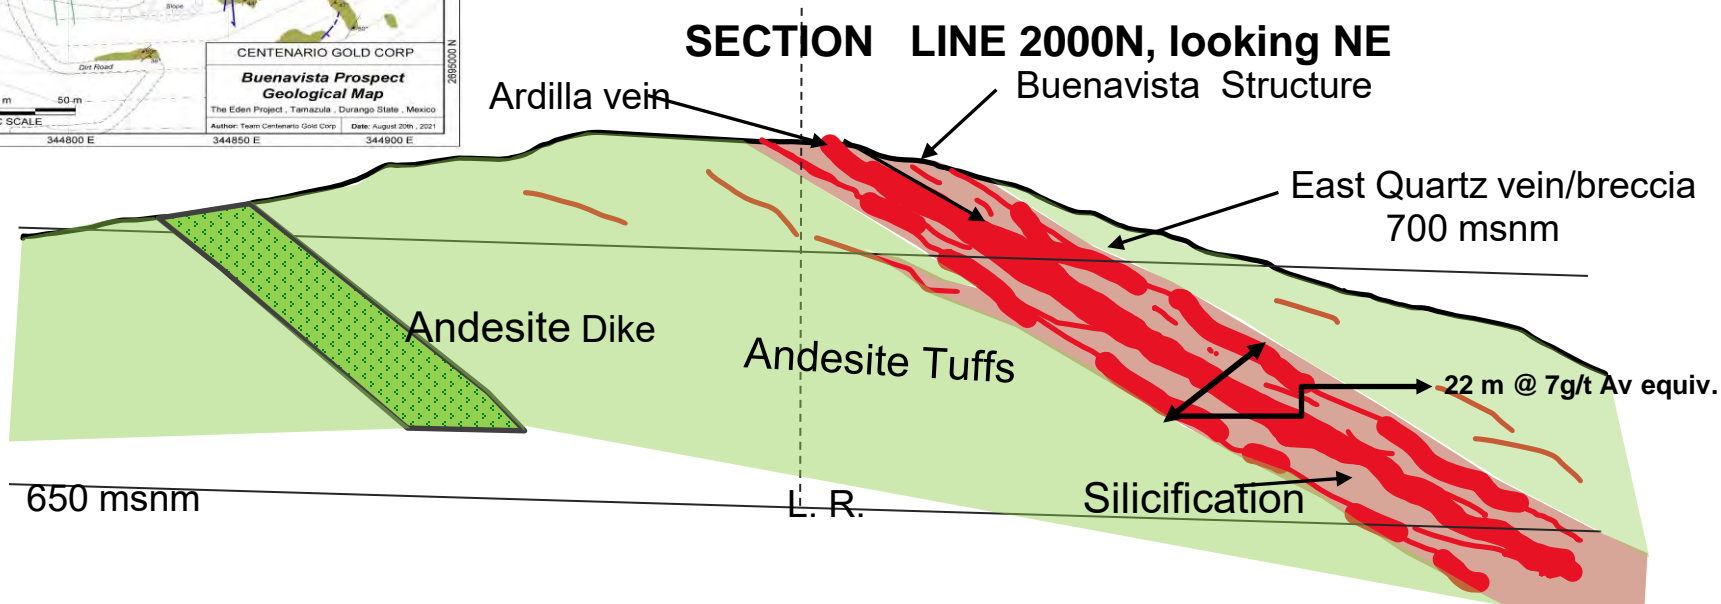 Slope
Dirt Road
m 50 m
C SCALE
CENTENARIO GOLD CORP
Buenavista Prospect
Geological Map
The Eden Project , Tamazula , Durango State , Mexico
Author: Team Centenario Gold Corp Date: August 20th , 2021
2695000 N
344800 E 344850 E 344900 E
SECTION LINE 2000N, looking NE
Ardilla vein
Buenavista Structure
East Quartz vein/breccia
700 msnm
Andesite Dike
Andesite Tuffs
22 m @ 7g/t Av equiv.
650 msnm
L. R.
Silicification